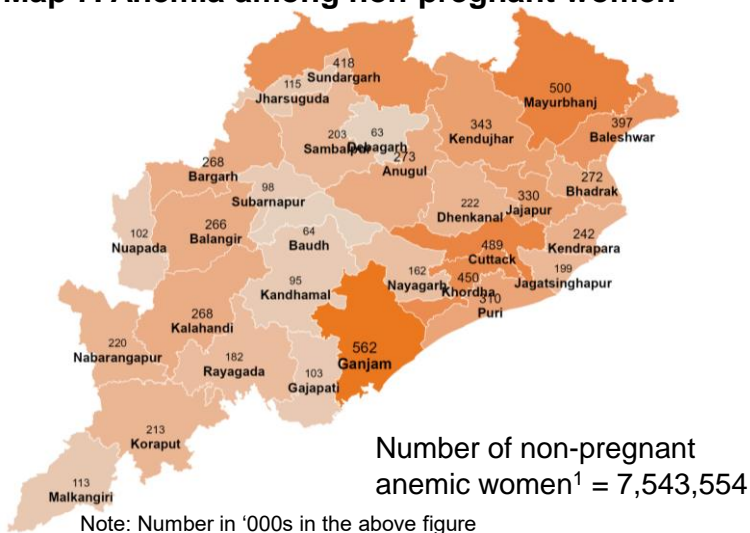 Map 7: Anemia among non-pregnant women
418
Sundargarh
115
Jharsuguda
500
Mayurbhanj
397
Baleshwar
343
Kendujhar
203
Sambalpur
63
Debagarh
273
Anugul
268
Bargarh
98
Subarnapur
272
Bhadrak
330
Jajapur
222
Dhenkanal
242
Kendrapara
266
Balangir
102
Nuapada
64
Baudh
489
Cuttack
199
Jagatsinghapur
162
Nayagarh
450
Khordha
310
Puri
95
Kandhamal
268
Kalahandi
562
Ganjam
220
Nabarangapur
182
Rayagada
103
Gajapati
213
Koraput
113
Malkangiri
Number of non-pregnant
anemic women¹ = 7,543,554
Note: Number in ‘000s in the above figure